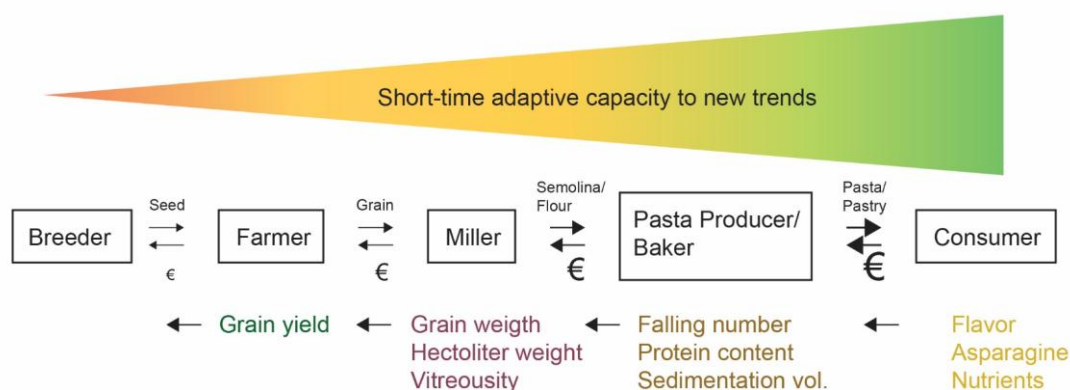 Short-time adaptive capacity to new trends
Seed
Grain
Semolina/
Flour
Pasta/
Pastry
Breeder
Farmer
Miller
Pasta Producer/
Baker
Consumer
€
€
€
€
Grain yield
Grain weigth
Hectoliter weight
Vitreousity
Falling number
Protein content
Sedimentation vol.
Flavor
Asparagine
Nutrients